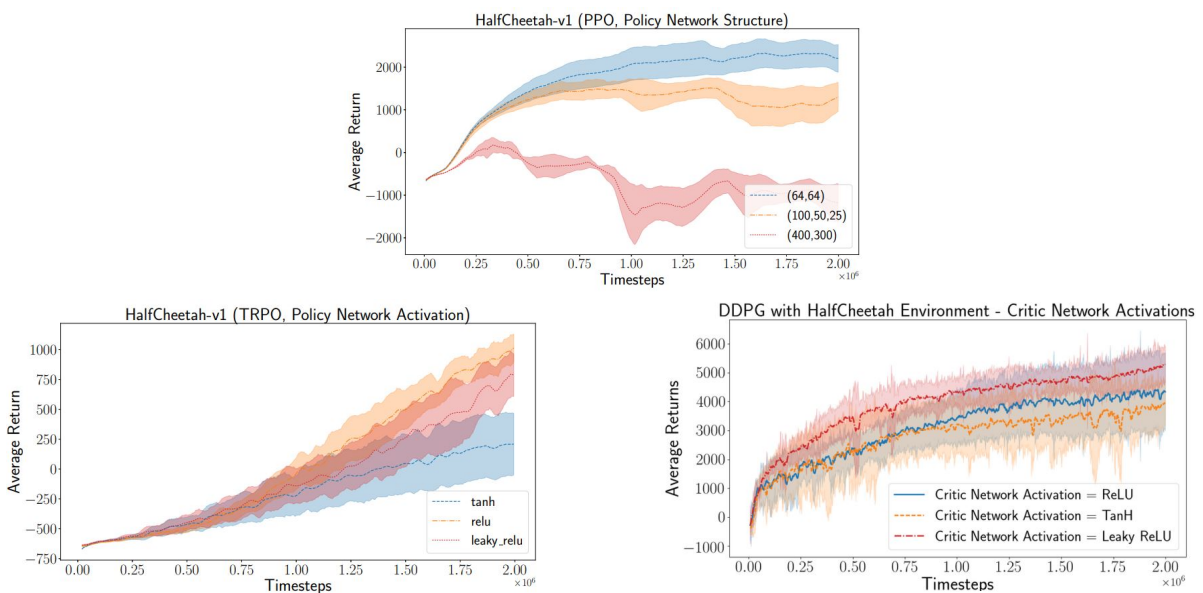 HalfCheetah-v1 (PPO, Policy Network Structure)
Average Return
2000
1000
0
−1000
−2000
(64,64)
(100,50,25)
(400,300)
0.00 0.25 0.50 0.75 1.00 1.25 1.50 1.75 2.00
×10⁶
Timesteps
HalfCheetah-v1 (TRPO, Policy Network Activation)
Average Return
1000
750
500
250
0
−250
−500
−750
tanh
relu
leaky_relu
0.00 0.25 0.50 0.75 1.00 1.25 1.50 1.75 2.00
×10⁶
Timesteps
DDPG with HalfCheetah Environment - Critic Network Activations
Average Returns
6000
5000
4000
3000
2000
1000
0
−1000
Critic Network Activation = ReLU
Critic Network Activation = TanH
Critic Network Activation = Leaky ReLU
0.00 0.25 0.50 0.75 1.00 1.25 1.50 1.75 2.00
×10⁶
Timesteps